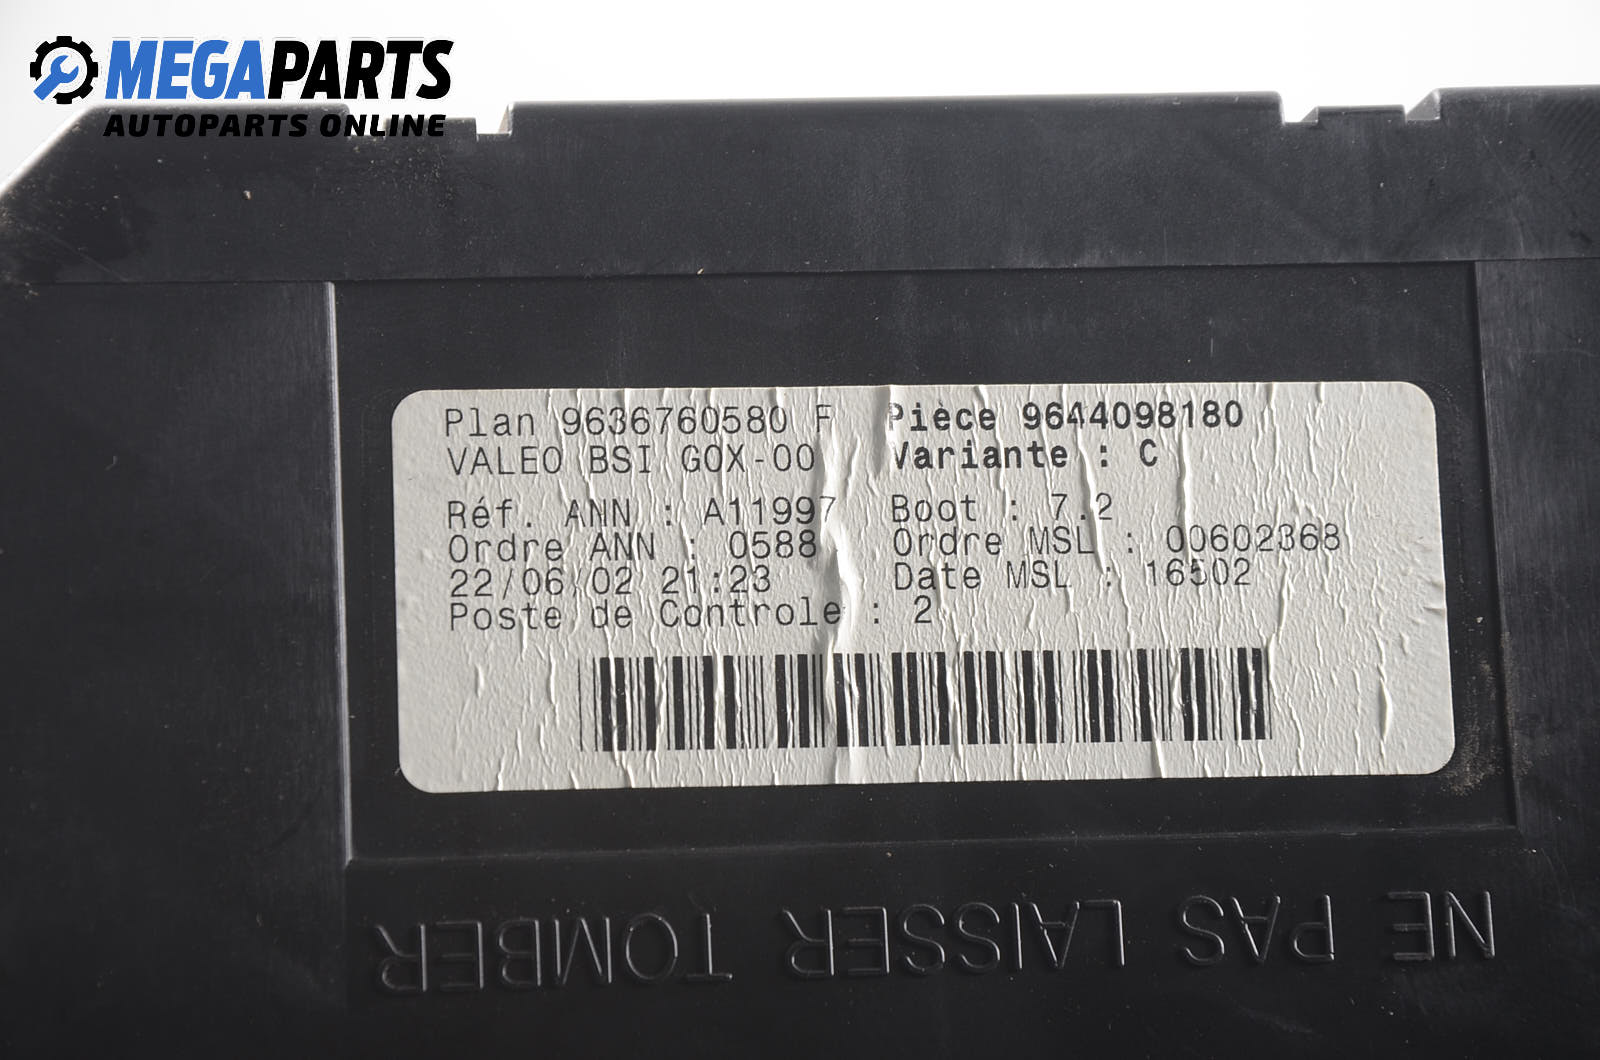 MEGAPARTS
AUTOPARTS ONLINE
Plan 9636760580 F Pièce 9644098180
VALEO BSI GOX-00 Variante : C
Réf. ANN : A11997 Boot : 7.2
Ordre ANN : 0588 Ordre MSL : 00602368
22/06/02 21:23 Date MSL : 16502
Poste de Controle : 2
NE PAS LAISSER TOMBER